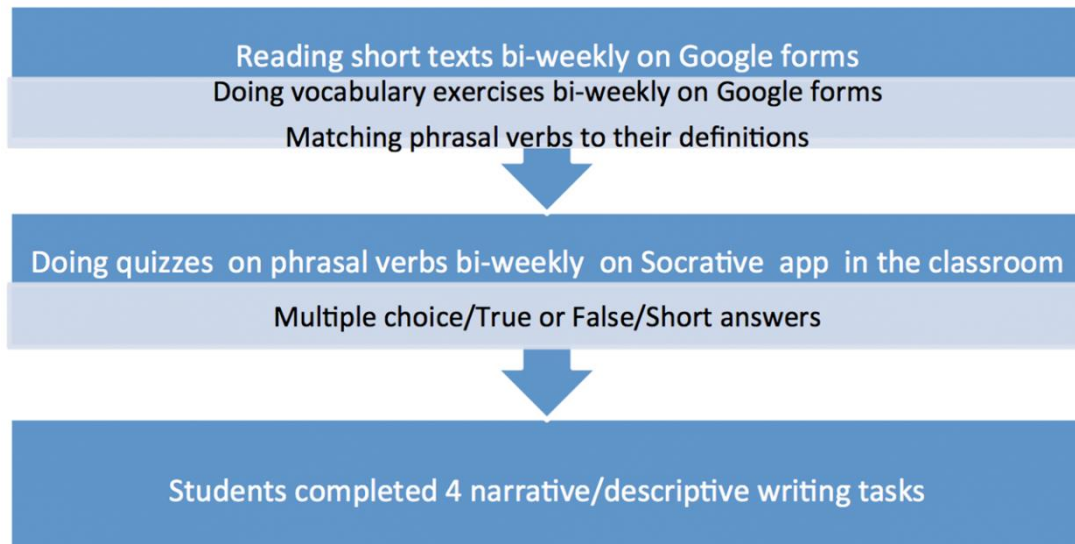 Reading short texts bi-weekly on Google forms
Doing vocabulary exercises bi-weekly on Google forms
Matching phrasal verbs to their definitions
Doing quizzes on phrasal verbs bi-weekly on Socrative app in the classroom
Multiple choice/True or False/Short answers
Students completed 4 narrative/descriptive writing tasks